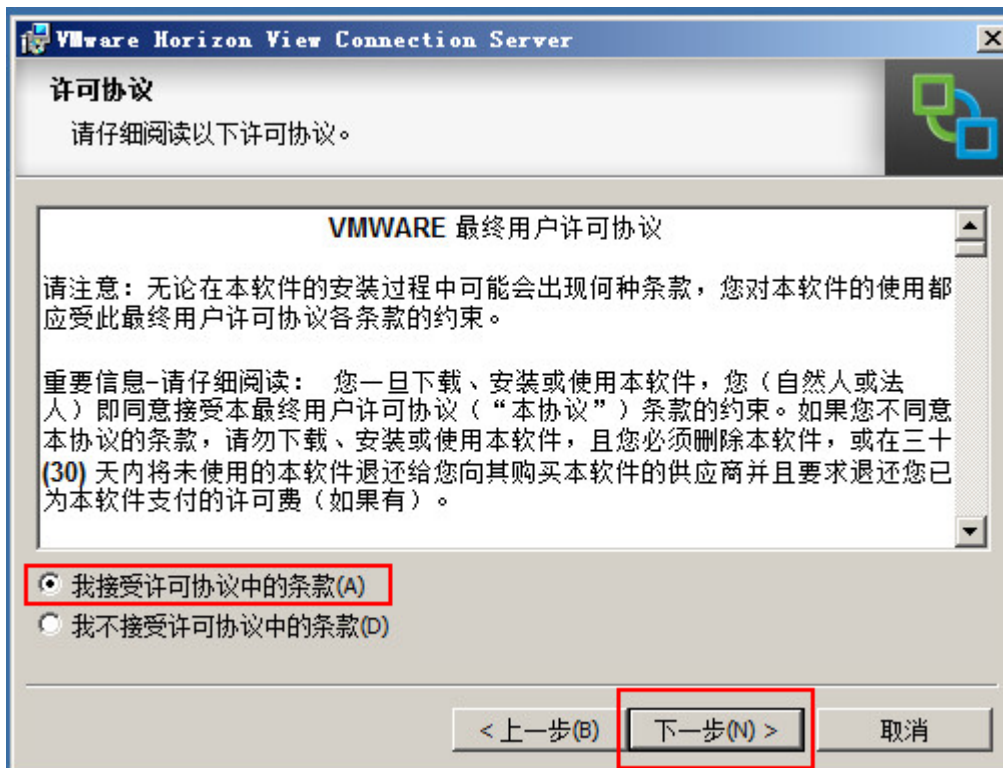 VMware Horizon View Connection Server
许可协议
请仔细阅读以下许可协议。
VMWARE 最终用户许可协议
请注意：无论在本软件的安装过程中可能会出现何种条款，您对本软件的使用都
应受此最终用户许可协议各条款的约束。
重要信息-请仔细阅读： 您一旦下载、安装或使用本软件，您（自然人或法
人）即同意接受本最终用户许可协议（“本协议”）条款的约束。如果您不同意
本协议的条款，请勿下载、安装或使用本软件，且您必须删除本软件，或在三十
(30) 天内将未使用的本软件退还给您向其购买本软件的供应商并且要求退还您已
为本软件支付的许可费（如果有）。
我接受许可协议中的条款(A)
我不接受许可协议中的条款(D)
< 上一步(B) 下一步(N) > 取消